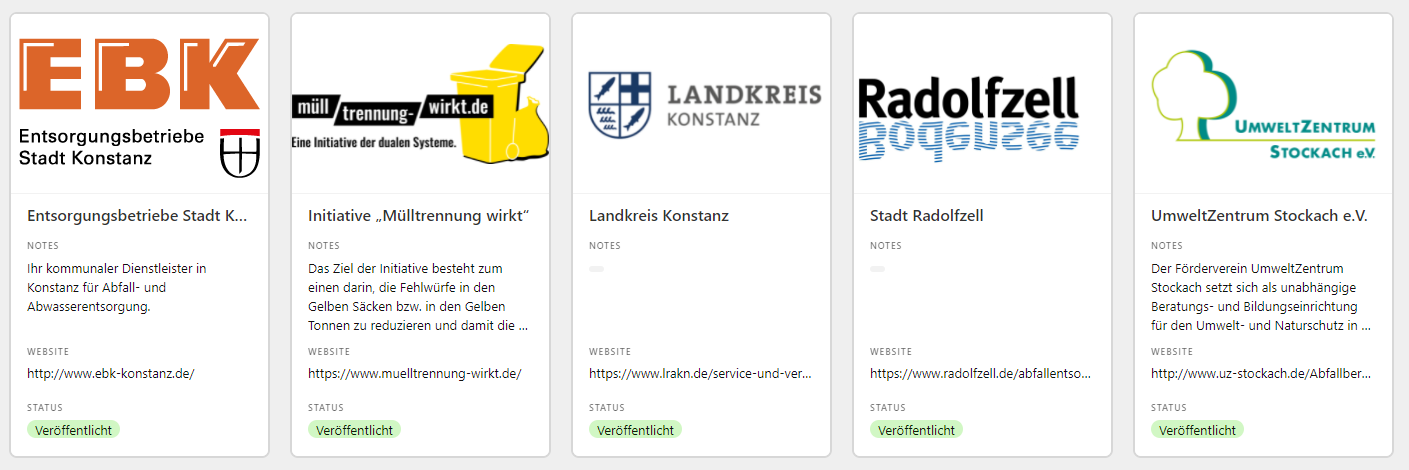 EBK
Entsorgungsbetriebe
Stadt Konstanz
Entsorgungsbetriebe Stadt K...
NOTES
Ihr kommunaler Dienstleister in
Konstanz für Abfall- und
Abwasserentsorgung.
WEBSITE
http://www.ebk-konstanz.de/
STATUS
Veröffentlicht
müll
trennung-
wirkt.de
Eine Initiative der dualen Systeme.
Initiative „Mülltrennung wirkt“
NOTES
Das Ziel der Initiative besteht zum
einen darin, die Fehlwürfe in den
Gelben Säcken bzw. in den Gelben
Tonnen zu reduzieren und damit die ...
WEBSITE
https://www.muelltrennung-wirkt.de/
STATUS
Veröffentlicht
LANDKREIS
KONSTANZ
Landkreis Konstanz
NOTES
WEBSITE
https://www.lrakn.de/service-und-ver...
STATUS
Veröffentlicht
Radolfzell
Stadt Radolfzell
NOTES
WEBSITE
https://www.radolfzell.de/abfallentso...
STATUS
Veröffentlicht
UMWELTZENTRUM
STOCKACH e.V.
UmweltZentrum Stockach e.V.
NOTES
Der Förderverein UmweltZentrum
Stockach setzt sich als unabhängige
Beratungs- und Bildungseinrichtung
für den Umwelt- und Naturschutz in ...
WEBSITE
http://www.uz-stockach.de/Abfallber...
STATUS
Veröffentlicht